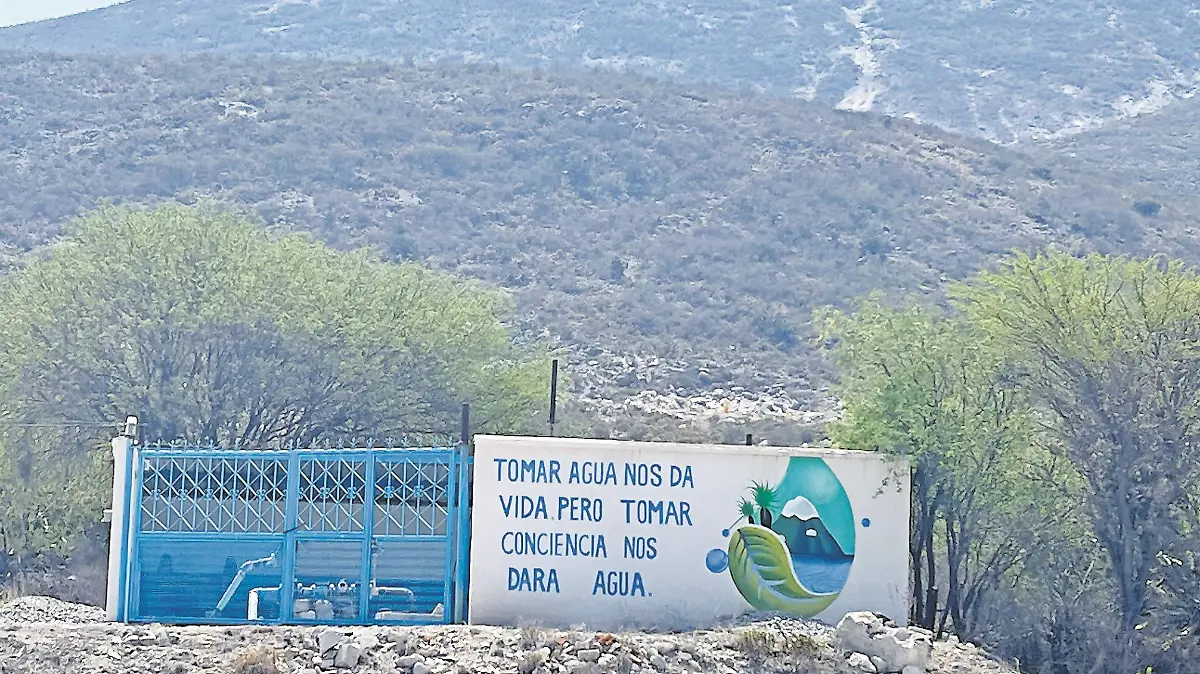 TOMAR AGUA NOS DA
VIDA. PERO TOMAR
CONCIENCIA NOS
DARA AGUA.